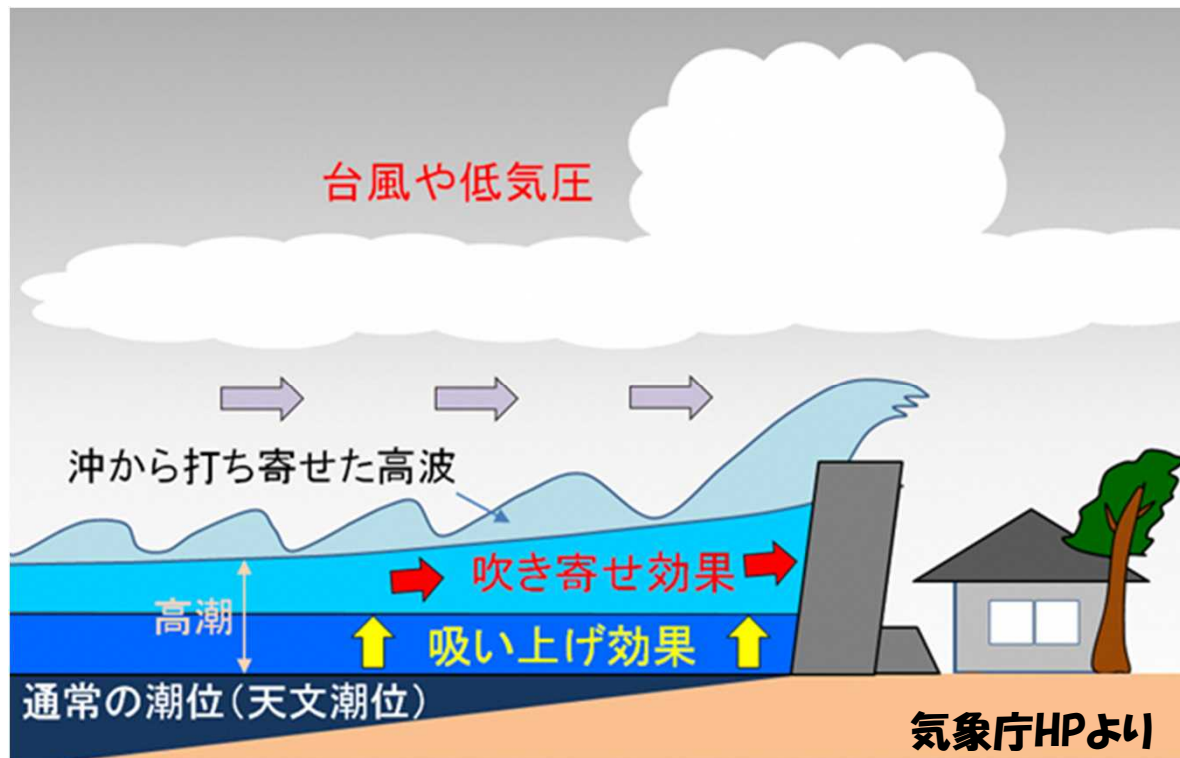 台風や低気圧
沖から打ち寄せた高波
吹き寄せ効果
高潮
吸い上げ効果
通常の潮位(天文潮位)
気象庁HPより